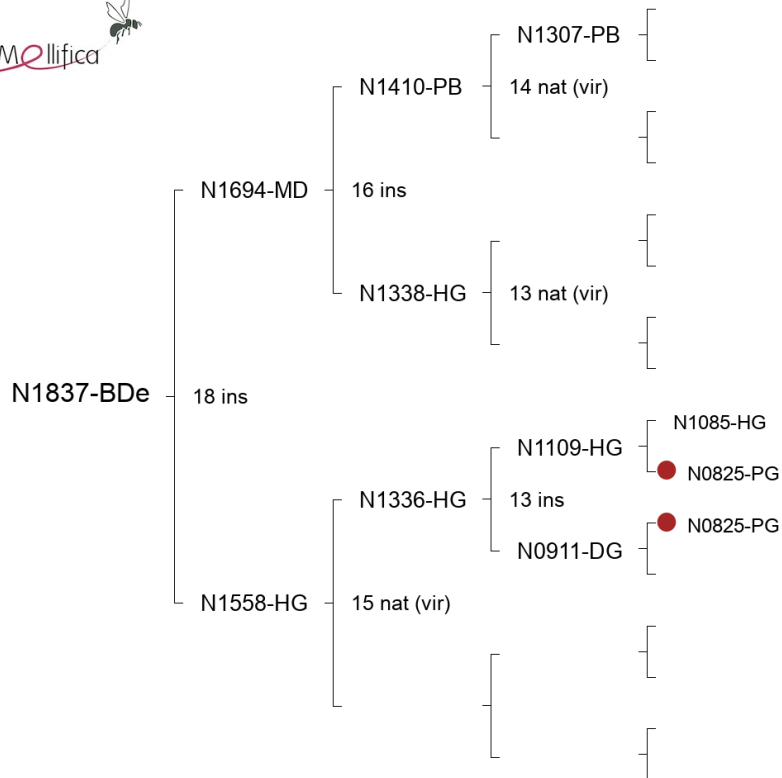 Mellifica
N1307-PB
N1410-PB
14 nat (vir)
N1694-MD
16 ins
N1338-HG
13 nat (vir)
N1837-BDe
18 ins
N1085-HG
N1109-HG
N0825-PG
N1336-HG
13 ins
N0825-PG
N0911-DG
N1558-HG
15 nat (vir)